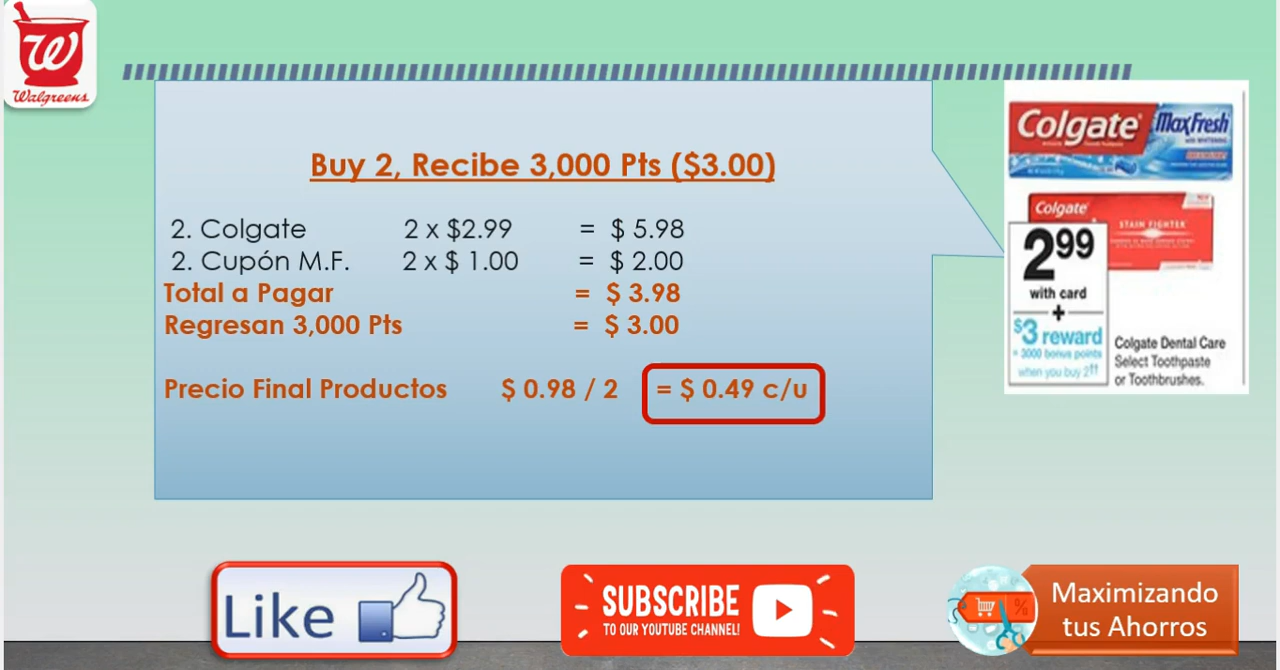 W
Walgreens
Buy 2, Recibe 3,000 Pts ($3.00)
2. Colgate 2 x $2.99 = $ 5.98
2. Cupón M.F. 2 x $ 1.00 = $ 2.00
Total a Pagar = $ 3.98
Regresan 3,000 Pts = $ 3.00
Precio Final Productos $ 0.98 / 2 = $ 0.49 c/u
Colgate MaxFresh
Colgate
STAIN FIGHTER
2 99
with card
+
$3 reward
= 3000 bonus points
when you buy 2††
Colgate Dental Care
Select Toothpaste
or Toothbrushes.
Like
SUBSCRIBE
TO OUR YOUTUBE CHANNEL!
%
Maximizando
tus Ahorros